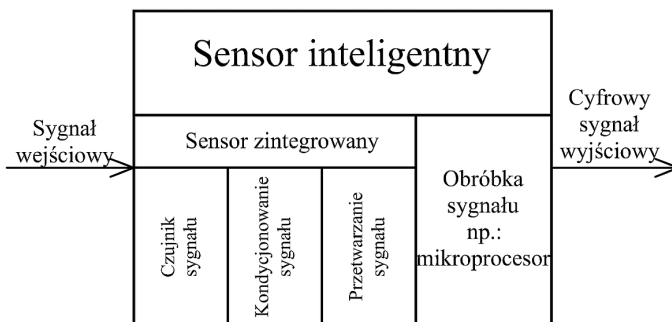 Sensor inteligentny
Sygnał
wejściowy
Sensor zintegrowany
Czujnik
sygnału
Kondycjonowanie
sygnału
Przetwarzanie
sygnału
Obróbka
sygnału
np.:
mikroprocesor
Cyfrowy
sygnał
wyjściowy